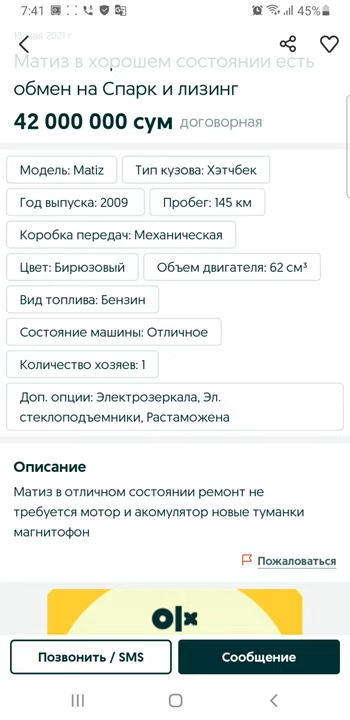 7:41
45%
18 мая 2021 г
Матиз в хорошем состоянии есть
обмен на Спарк и лизинг
42 000 000 сум договорная
Модель: Matiz
Тип кузова: Хэтчбек
Год выпуска: 2009
Пробег: 145 км
Коробка передач: Механическая
Цвет: Бирюзовый
Объем двигателя: 62 см³
Вид топлива: Бензин
Состояние машины: Отличное
Количество хозяев: 1
Доп. опции: Электрозеркала, Эл.
стеклоподъемники, Растаможена
Описание
Матиз в отличном состоянии ремонт не
требуется мотор и акомулятор новые туманки
магнитофон
Пожаловаться
olx
Позвонить / SMS
Сообщение